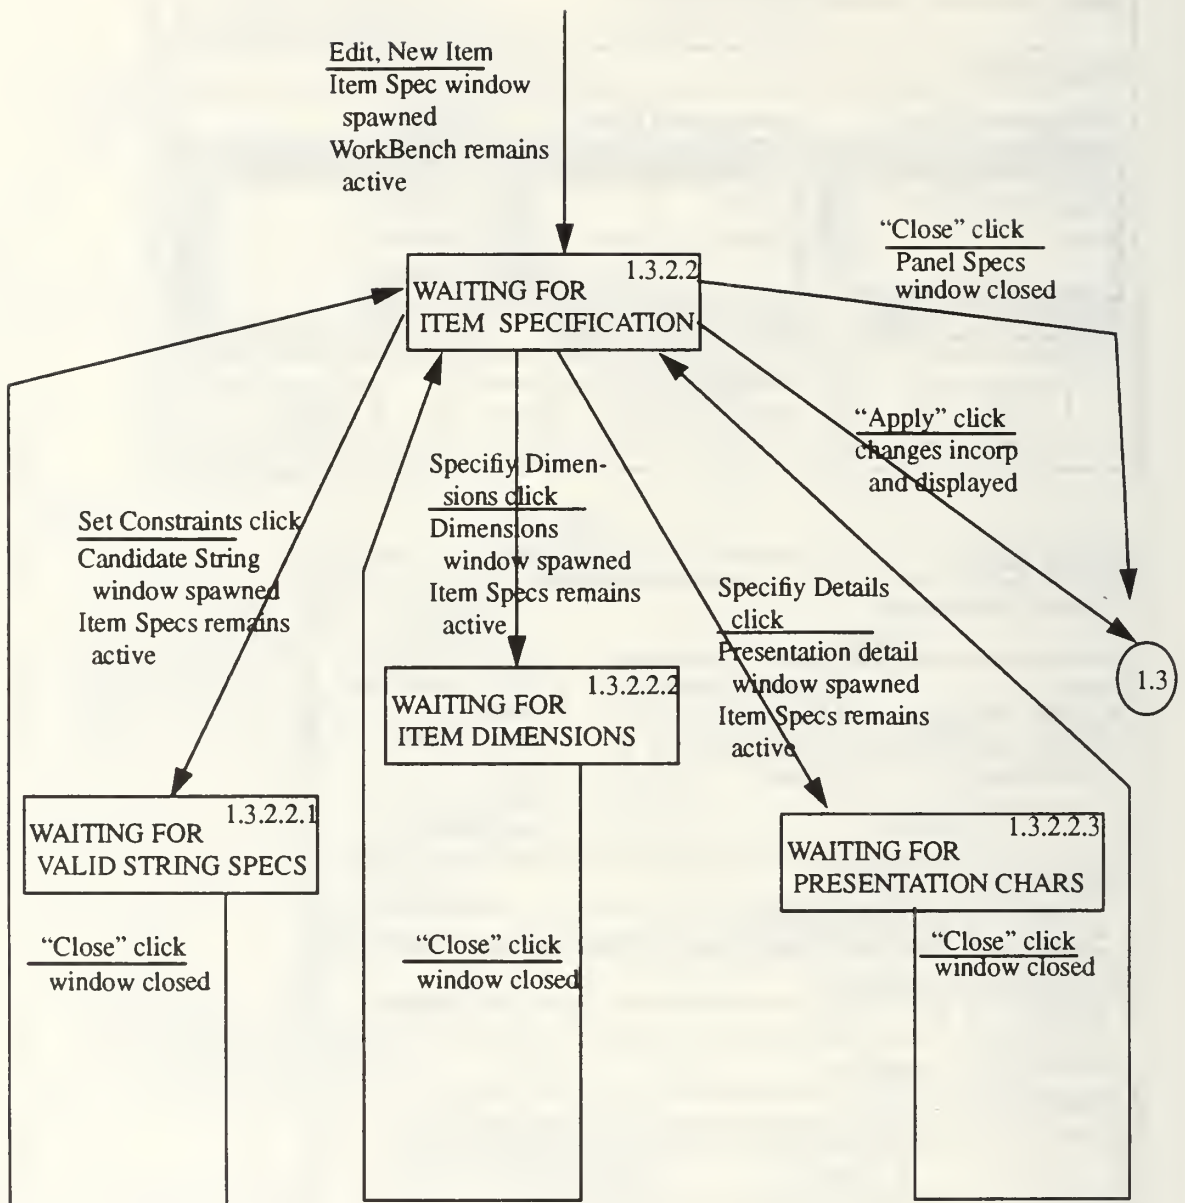 Edit, New Item
Item Spec window
spawned
WorkBench remains
active
“Close” click
Panel Specs
window closed
1.3.2.2
WAITING FOR
ITEM SPECIFICATION
“Apply” click
changes incorp
and displayed
Specifiy Dimen-
sions click
Dimensions
window spawned
Item Specs remains
active
Set Constraints click
Candidate String
window spawned
Item Specs remains
active
Specifiy Details
click
Presentation detail
window spawned
Item Specs remains
active
1.3
1.3.2.2.2
WAITING FOR
ITEM DIMENSIONS
1.3.2.2.1
WAITING FOR
VALID STRING SPECS
1.3.2.2.3
WAITING FOR
PRESENTATION CHARS
“Close” click
window closed
“Close” click
window closed
“Close” click
window closed